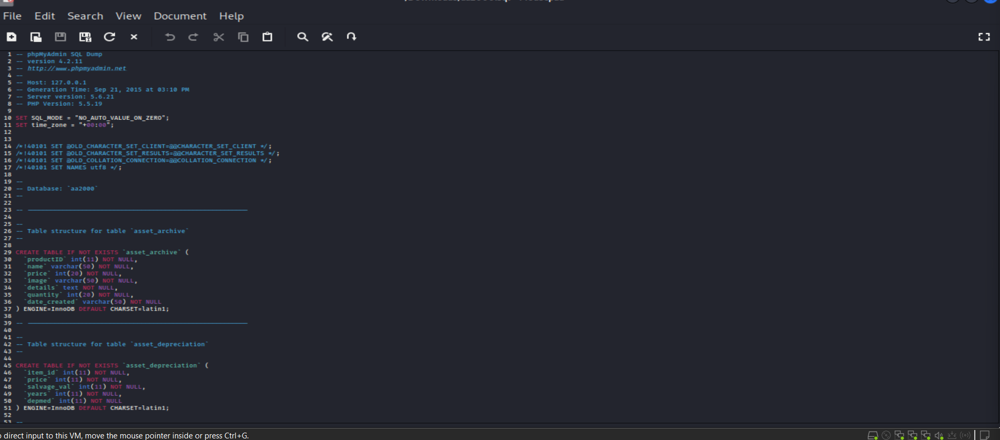 File Edit Search View Document Help
1 -- phpMyAdmin SQL Dump
2 -- version 4.2.11
3 -- http://www.phpmyadmin.net
4 --
5 -- Host: 127.0.0.1
6 -- Generation Time: Sep 21, 2015 at 03:10 PM
7 -- Server version: 5.6.21
8 -- PHP Version: 5.5.19
9
10 SET SQL_MODE = "NO_AUTO_VALUE_ON_ZERO";
11 SET time_zone = "+00:00";
12
13
14 /*!40101 SET @OLD_CHARACTER_SET_CLIENT=@@CHARACTER_SET_CLIENT */;
15 /*!40101 SET @OLD_CHARACTER_SET_RESULTS=@@CHARACTER_SET_RESULTS */;
16 /*!40101 SET @OLD_COLLATION_CONNECTION=@@COLLATION_CONNECTION */;
17 /*!40101 SET NAMES utf8 */;
18
19 --
20 -- Database: `aa2000`
21 --
22
23 --
24
25 --
26 -- Table structure for table `asset_archive`
27 --
28
29 CREATE TABLE IF NOT EXISTS `asset_archive` (
30 `productID` int(11) NOT NULL,
31 `name` varchar(50) NOT NULL,
32 `price` int(20) NOT NULL,
33 `image` varchar(50) NOT NULL,
34 `details` text NOT NULL,
35 `quantity` int(20) NOT NULL,
36 `date_created` varchar(50) NOT NULL
37 ) ENGINE=InnoDB DEFAULT CHARSET=latin1;
38
39 --
40
41 --
42 -- Table structure for table `asset_depreciation`
43 --
44
45 CREATE TABLE IF NOT EXISTS `asset_depreciation` (
46 `item_id` int(11) NOT NULL,
47 `price` int(11) NOT NULL,
48 `salvage_val` int(11) NOT NULL,
49 `years` int(11) NOT NULL,
50 `depmed` int(11) NOT NULL
51 ) ENGINE=InnoDB DEFAULT CHARSET=latin1;
52
53 --
direct input to this VM, move the mouse pointer inside or press Ctrl+G.